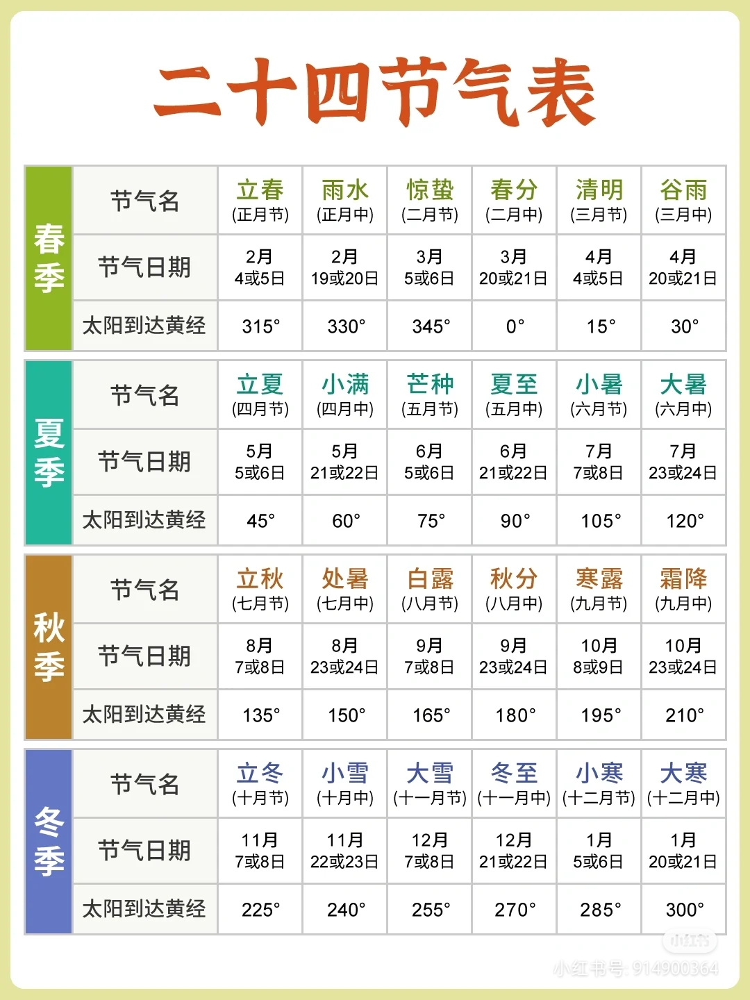 二十四节气表
春季
节气名 立春 雨水 惊蛰 春分 清明 谷雨
(正月节) (正月中) (二月节) (二月中) (三月节) (三月中)
节气日期 2月 2月 3月 3月 4月 4月
4或5日 19或20日 5或6日 20或21日 4或5日 20或21日
太阳到达黄经 315° 330° 345° 0° 15° 30°
夏季
节气名 立夏 小满 芒种 夏至 小暑 大暑
(四月节) (四月中) (五月节) (五月中) (六月节) (六月中)
节气日期 5月 5月 6月 6月 7月 7月
5或6日 21或22日 5或6日 21或22日 7或8日 23或24日
太阳到达黄经 45° 60° 75° 90° 105° 120°
秋季
节气名 立秋 处暑 白露 秋分 寒露 霜降
(七月节) (七月中) (八月节) (八月中) (九月节) (九月中)
节气日期 8月 8月 9月 9月 10月 10月
7或8日 23或24日 7或8日 23或24日 8或9日 23或24日
太阳到达黄经 135° 150° 165° 180° 195° 210°
冬季
节气名 立冬 小雪 大雪 冬至 小寒 大寒
(十月节) (十月中) (十一月节) (十一月中) (十二月节) (十二月中)
节气日期 11月 11月 12月 12月 1月 1月
7或8日 22或23日 7或8日 21或22日 5或6日 20或21日
太阳到达黄经 225° 240° 255° 270° 285° 300°
小红书
小红书号: 914900364